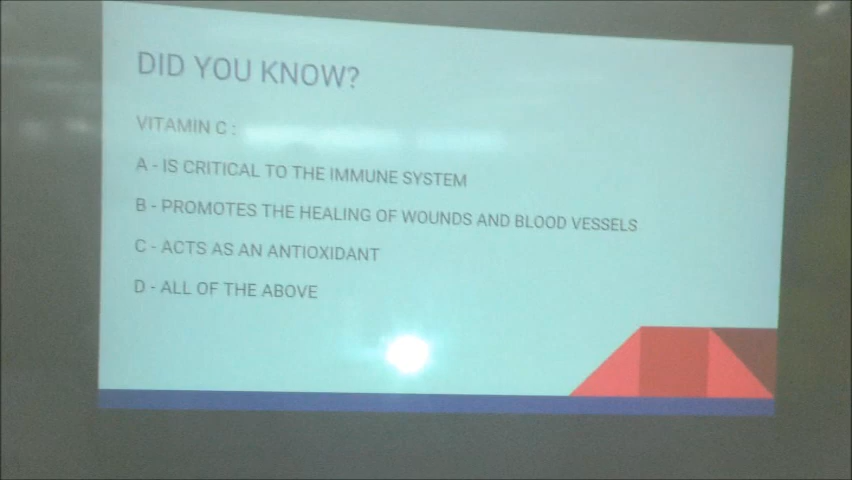 DID YOU KNOW?
VITAMIN C :
A - IS CRITICAL TO THE IMMUNE SYSTEM
B - PROMOTES THE HEALING OF WOUNDS AND BLOOD VESSELS
C - ACTS AS AN ANTIOXIDANT
D - ALL OF THE ABOVE